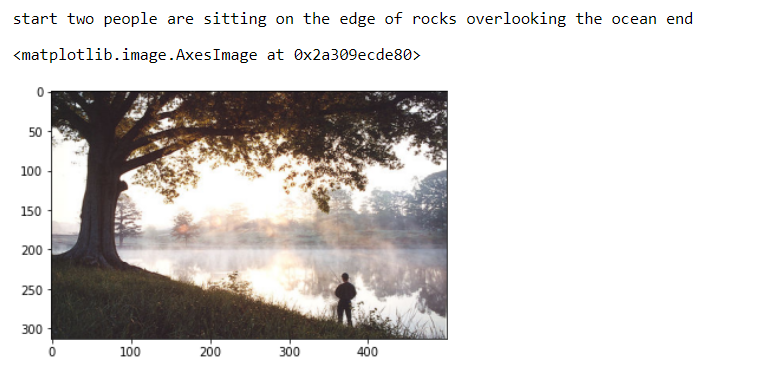 start two people are sitting on the edge of rocks overlooking the ocean end
<matplotlib.image.AxesImage at 0x2a309ecde80>
0
50
100
150
200
250
300
0 100 200 300 400